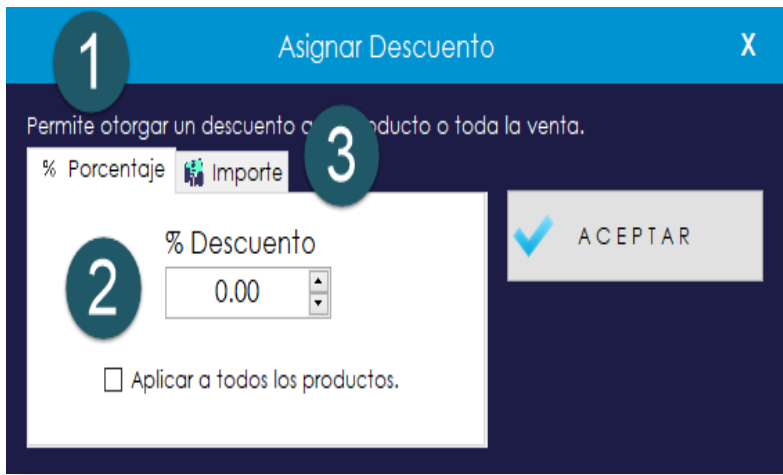 1
Asignar Descuento X
Permite otorgar un descuento a oducto o toda la venta.
3
% Porcentaje Importe
% Descuento
ACEPTAR
2
0.00
Aplicar a todos los productos.